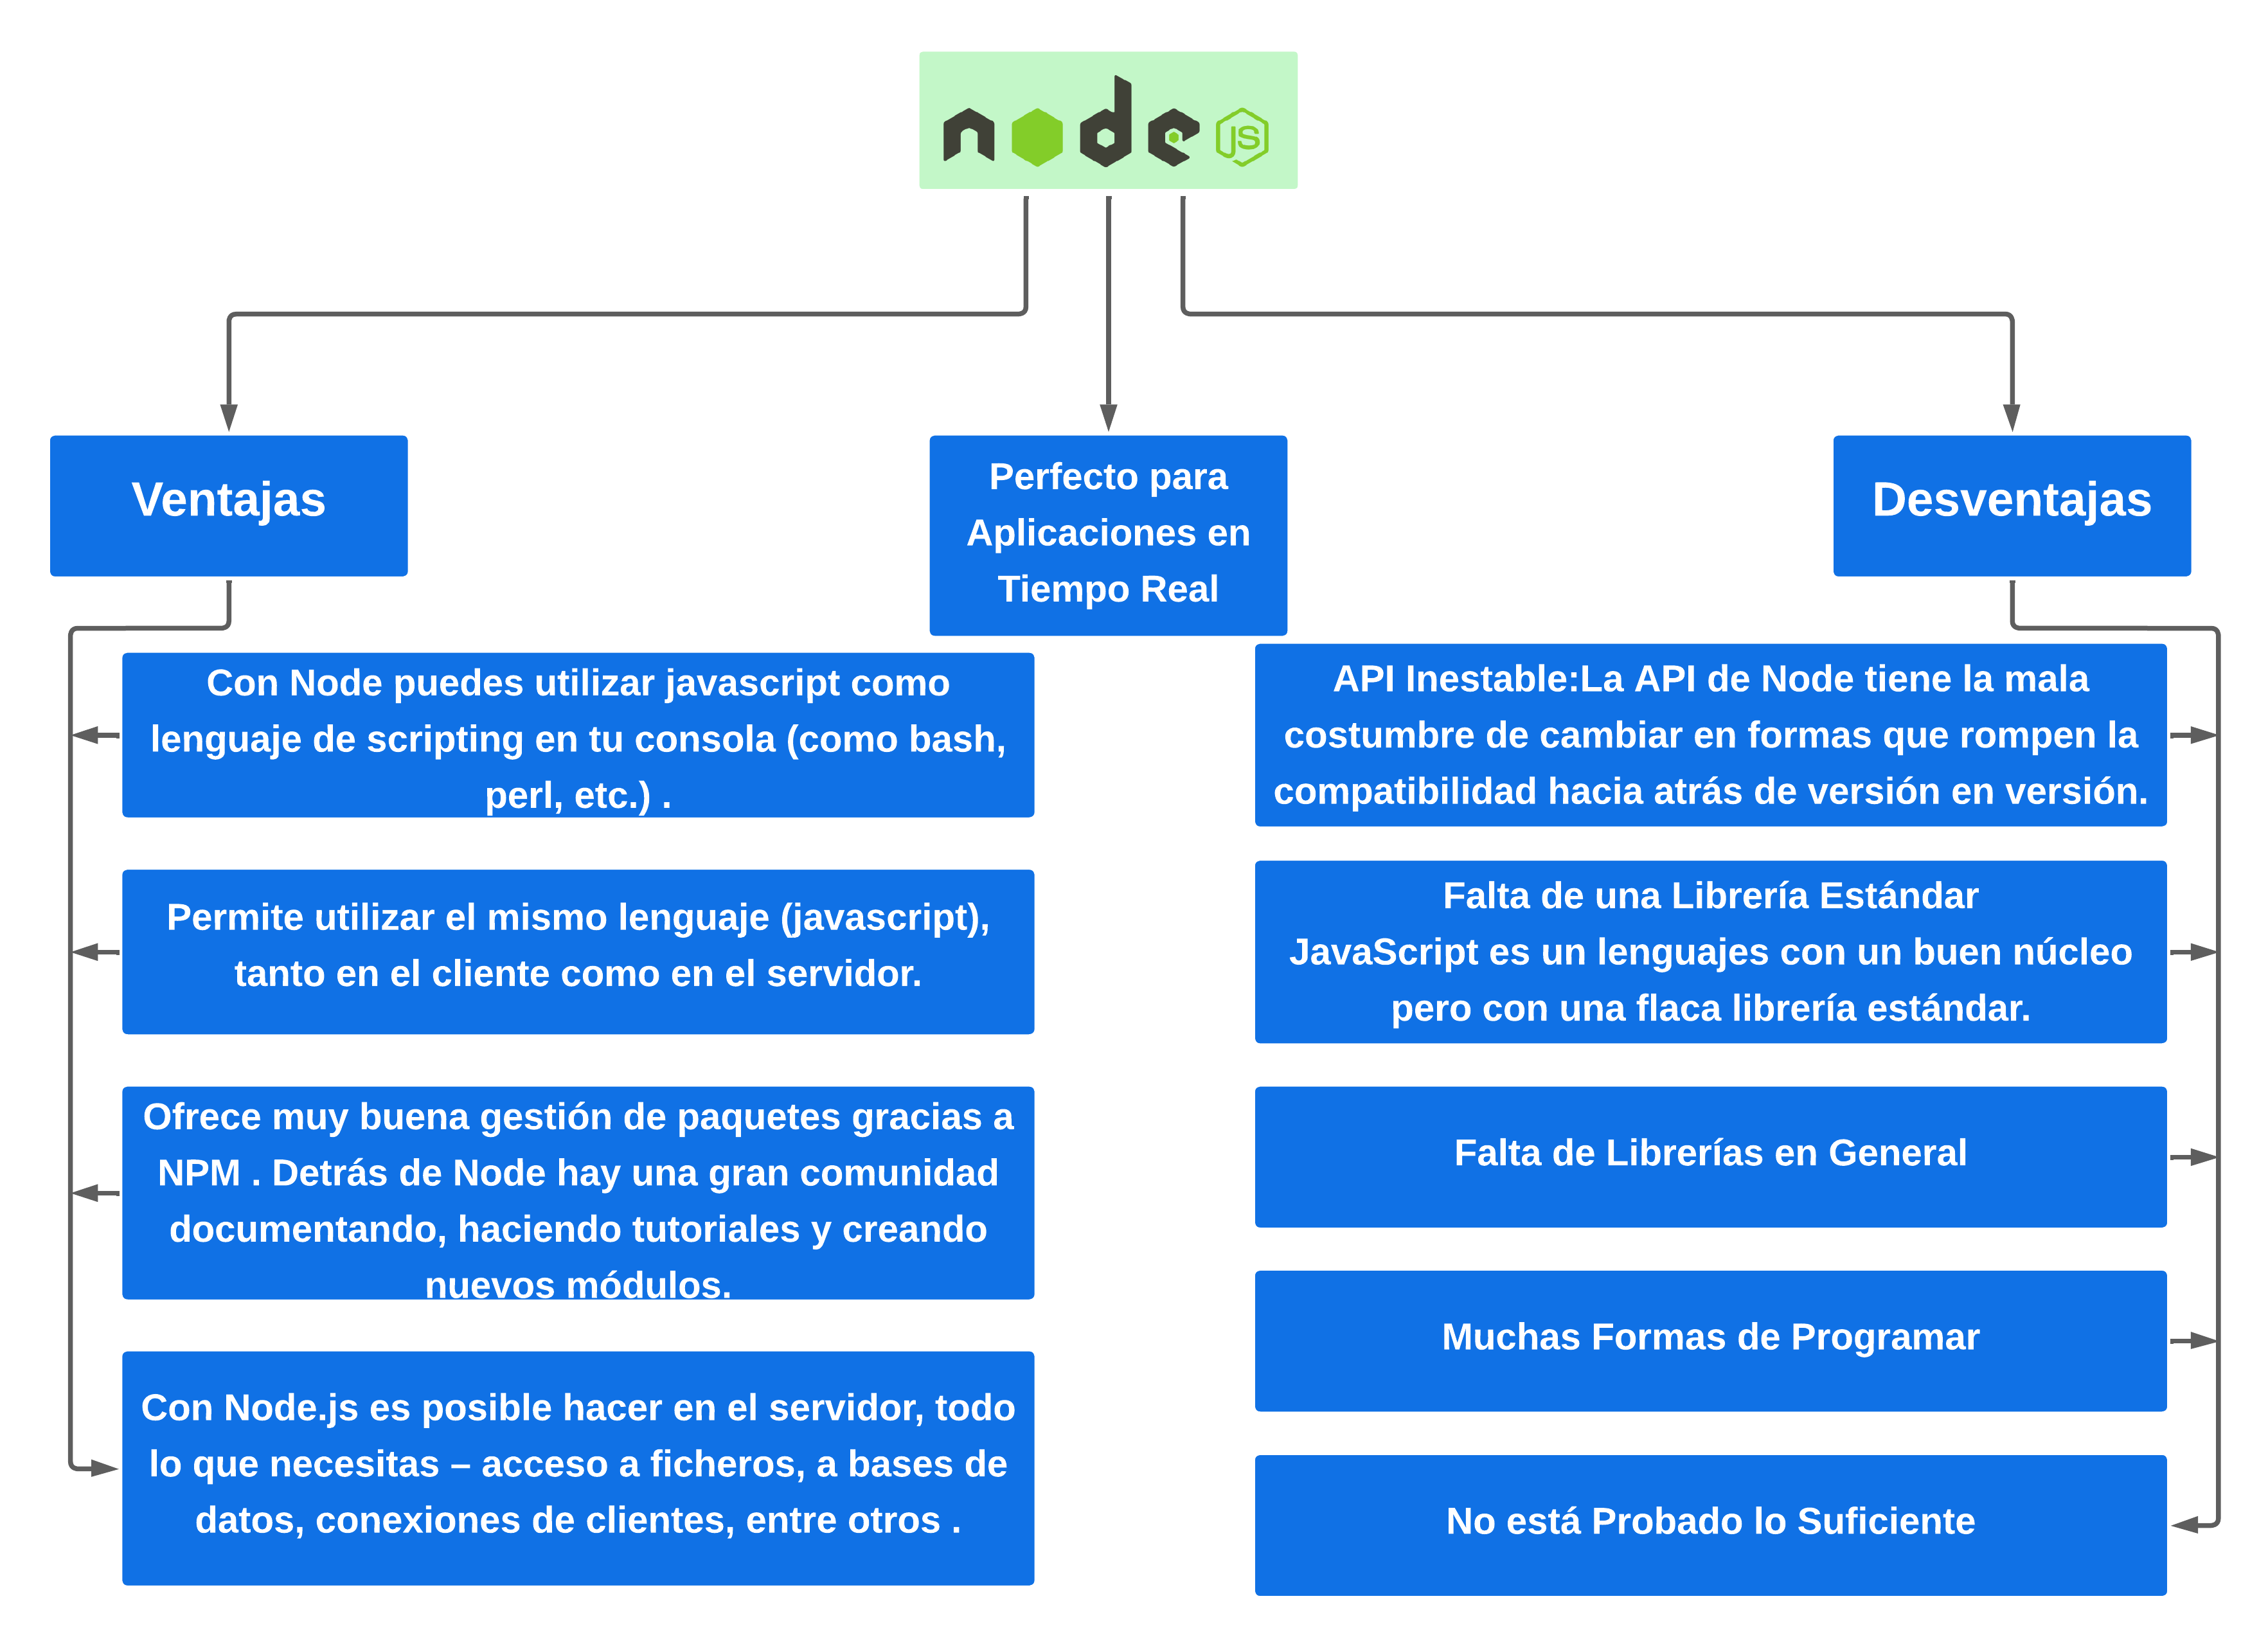 node js
Ventajas
Perfecto para
Aplicaciones en
Tiempo Real
Desventajas
Con Node puedes utilizar javascript como
lenguaje de scripting en tu consola (como bash,
perl, etc.) .
Permite utilizar el mismo lenguaje (javascript),
tanto en el cliente como en el servidor.
Ofrece muy buena gestión de paquetes gracias a
NPM . Detrás de Node hay una gran comunidad
documentando, haciendo tutoriales y creando
nuevos módulos.
Con Node.js es posible hacer en el servidor, todo
lo que necesitas – acceso a ficheros, a bases de
datos, conexiones de clientes, entre otros .
API Inestable:La API de Node tiene la mala
costumbre de cambiar en formas que rompen la
compatibilidad hacia atrás de versión en versión.
Falta de una Librería Estándar
JavaScript es un lenguajes con un buen núcleo
pero con una flaca librería estándar.
Falta de Librerías en General
Muchas Formas de Programar
No está Probado lo Suficiente